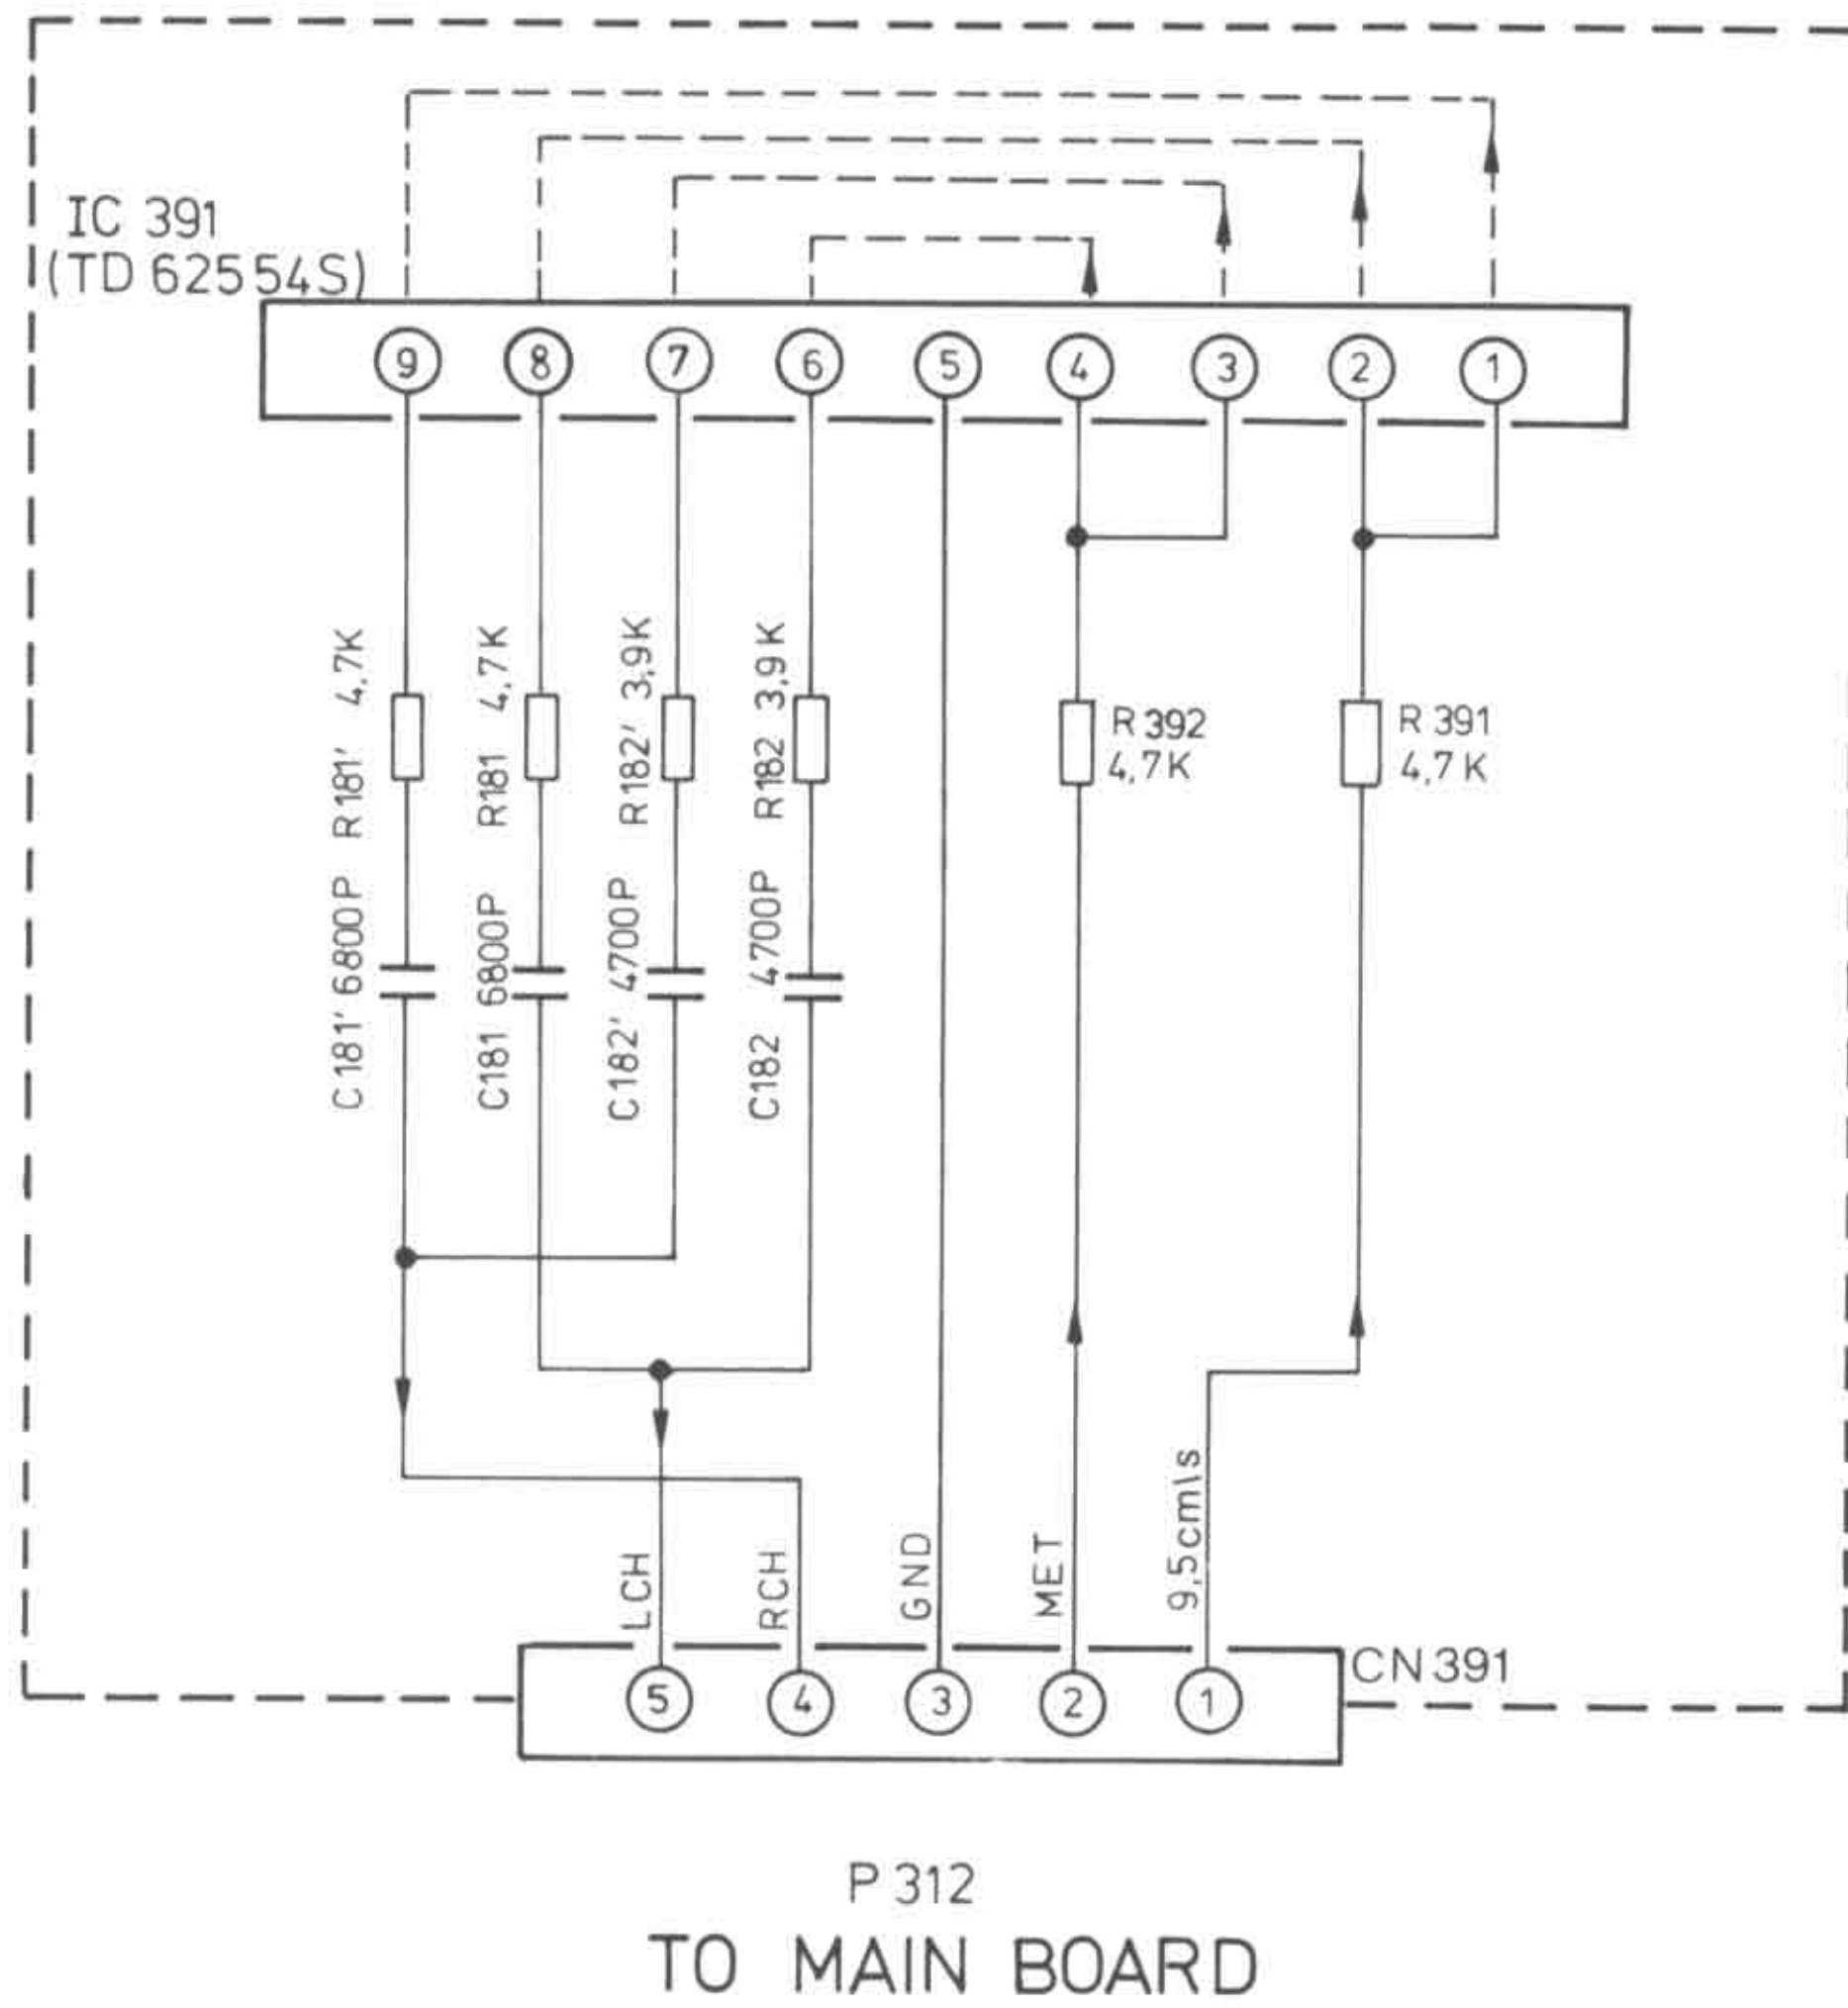 IC 391
(TD 62554S)
9 8 7 6 5 4 3 2 1
R181' 4,7K
R181 4,7K
R182' 3,9K
R182 3,9K
R 392
4,7K
R 391
4,7K
C181' 6800P
C181 6800P
C182' 4700P
C182 4700P
LCH
RCH
GND
MET
9,5cm\s
CN391
5 4 3 2 1
P312
TO MAIN BOARD